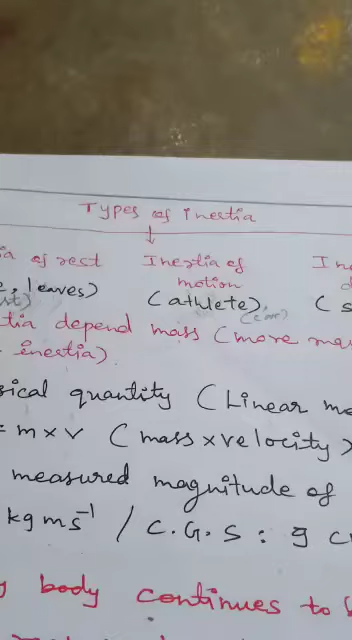 Types of inertia
ia of rest Inertia of
motion
, leaves) (athlete), (s
tia depend mass (more
inertia)
sical quantity (Linear
= m x v (mass x velocity)
measured magnitude of
kg ms⁻¹ / C.G.S : g
body continues to